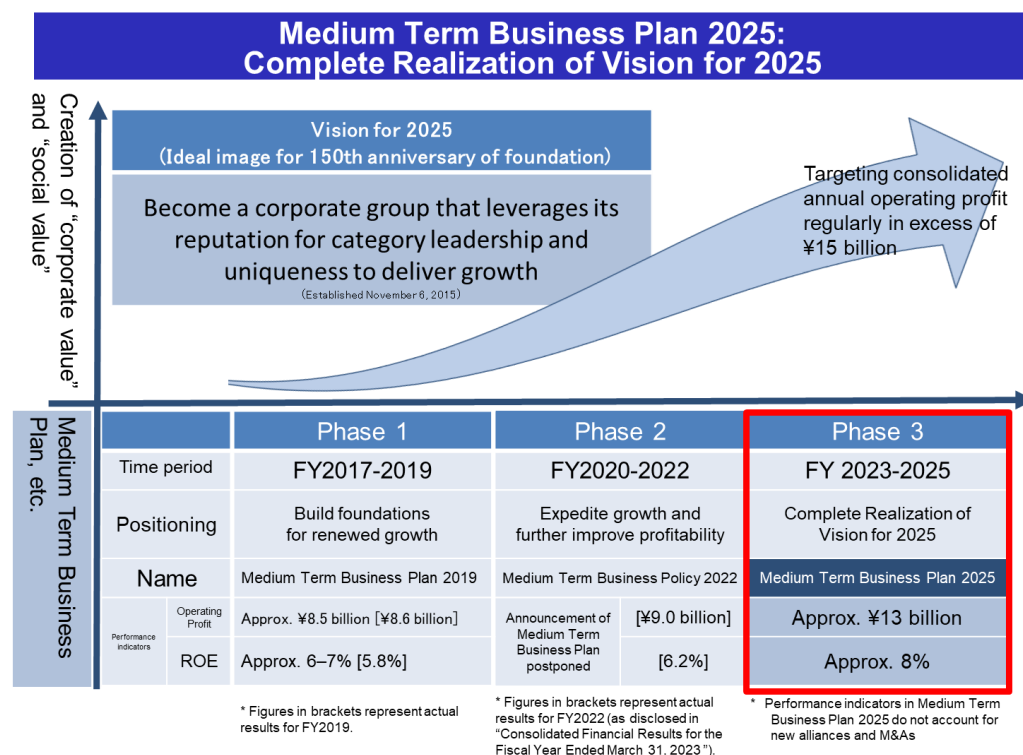 Medium Term Business Plan 2025:
Complete Realization of Vision for 2025
Creation of “corporate value”
and “social value”
Vision for 2025
(Ideal image for 150th anniversary of foundation)
Become a corporate group that leverages its
reputation for category leadership and
uniqueness to deliver growth
(Established November 6, 2015)
Targeting consolidated
annual operating profit
regularly in excess of
¥15 billion
Medium Term Business
Plan, etc.
Phase 1
Phase 2
Phase 3
Time period
FY2017-2019
FY2020-2022
FY 2023-2025
Positioning
Build foundations
for renewed growth
Expedite growth and
further improve profitability
Complete Realization of
Vision for 2025
Name
Medium Term Business Plan 2019
Medium Term Business Policy 2022
Medium Term Business Plan 2025
Performance
indicators
Operating
Profit
Approx. ¥8.5 billion [¥8.6 billion]
Announcement of
Medium Term
Business Plan
postponed
[¥9.0 billion]
Approx. ¥13 billion
ROE
Approx. 6–7% [5.8%]
[6.2%]
Approx. 8%
* Figures in brackets represent actual
results for FY2019.
* Figures in brackets represent actual
results for FY2022 (as disclosed in
“Consolidated Financial Results for the
Fiscal Year Ended March 31, 2023”).
* Performance indicators in Medium Term
Business Plan 2025 do not account for
new alliances and M&As